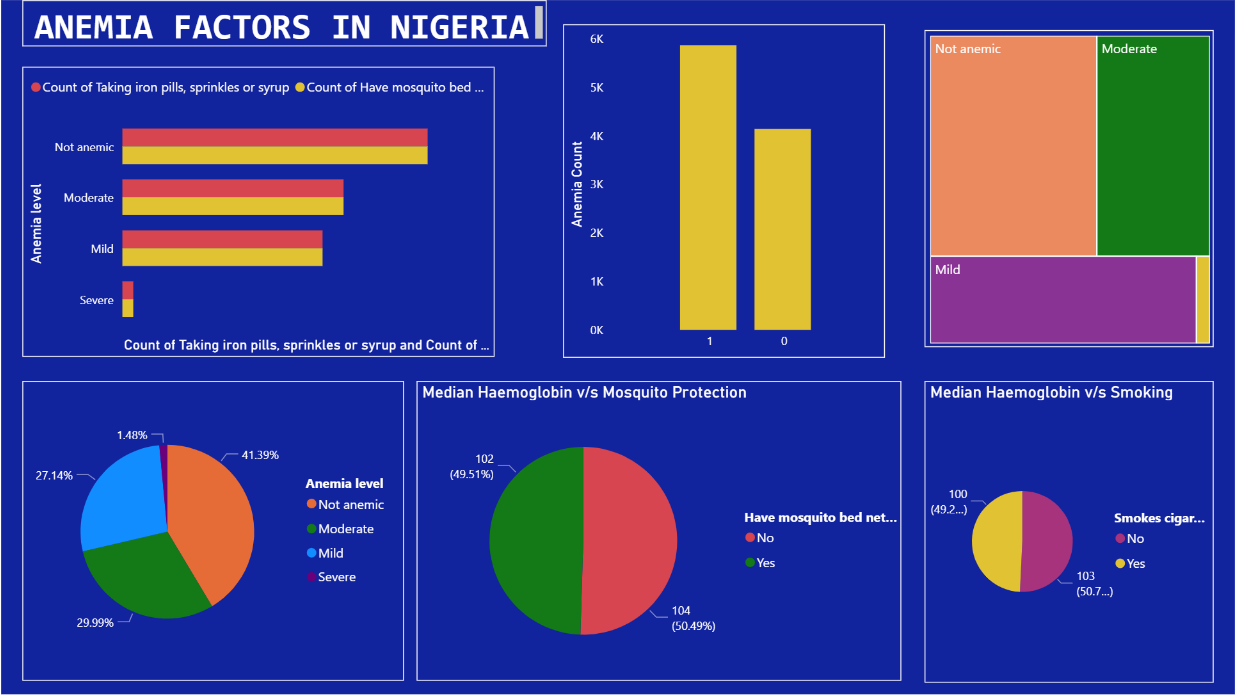 ANEMIA FACTORS IN NIGERIA
Count of Taking iron pills, sprinkles or syrup
Count of Have mosquito bed ...
Anemia level
Not anemic
Moderate
Mild
Severe
Count of Taking iron pills, sprinkles or syrup and Count of ...
Anemia Count
6K
5K
4K
3K
2K
1K
0K
1
0
Not anemic
Moderate
Mild
1.48%
41.39%
27.14%
29.99%
Anemia level
Not anemic
Moderate
Mild
Severe
Median Haemoglobin v/s Mosquito Protection
102
(49.51%)
104
(50.49%)
Have mosquito bed net...
No
Yes
Median Haemoglobin v/s Smoking
100
(49.2...)
103
(50.7...)
Smokes cigar...
No
Yes